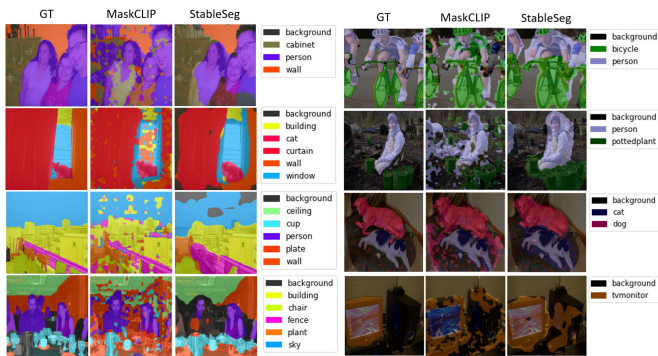 GT MaskCLIP StableSeg
background
cabinet
person
wall
background
building
cat
curtain
wall
window
background
ceiling
cup
person
plate
wall
background
building
chair
fence
plant
sky
GT MaskCLIP StableSeg
background
bicycle
person
background
person
pottedplant
background
cat
dog
background
tvmonitor